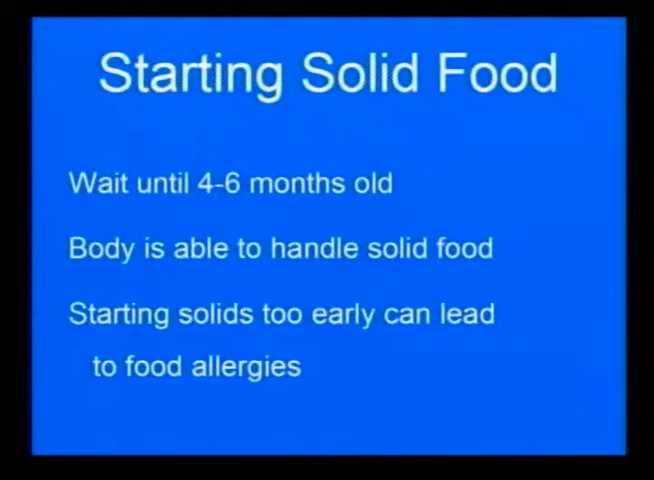 Starting Solid Food
Wait until 4-6 months old
Body is able to handle solid food
Starting solids too early can lead
to food allergies